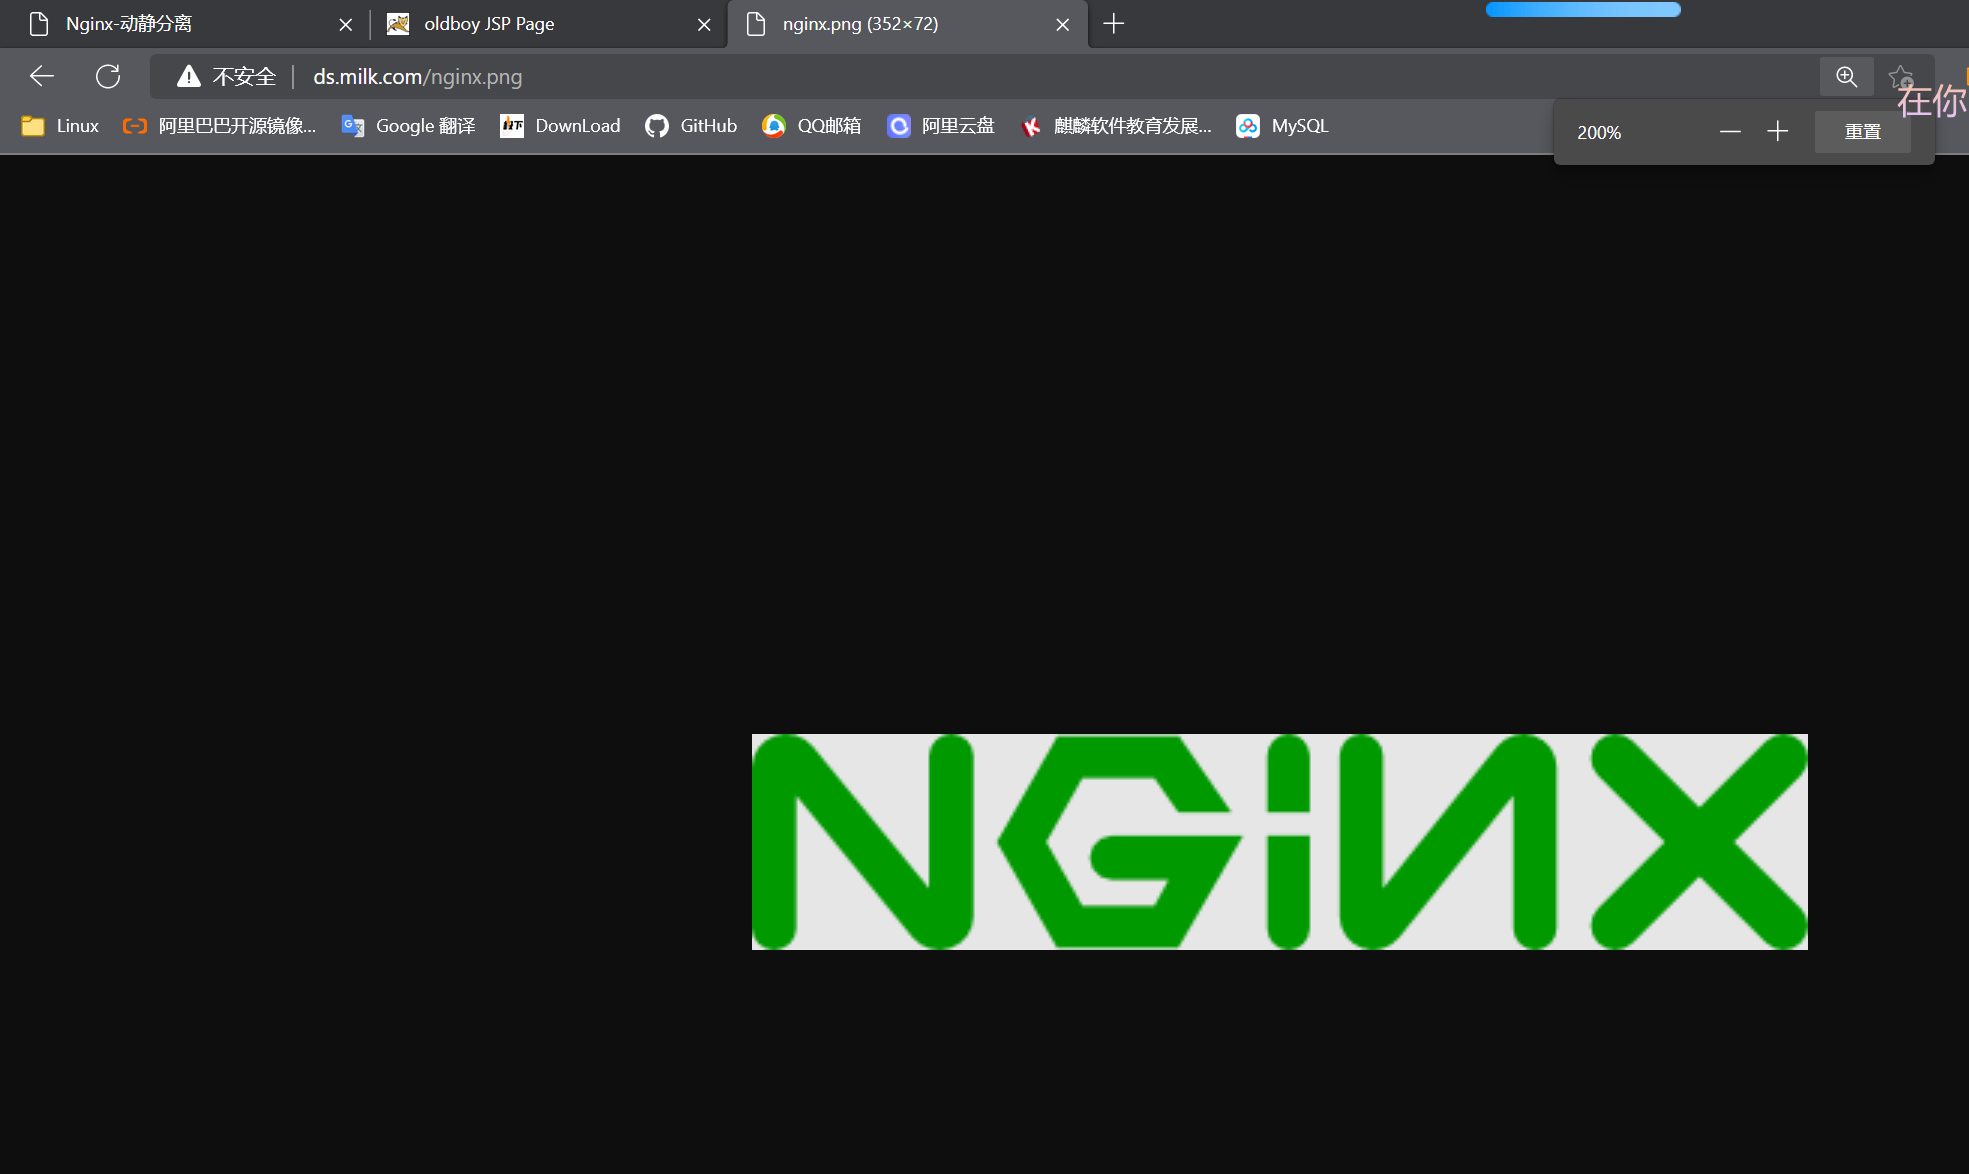 Nginx-动静分离
oldboy JSP Page
nginx.png (352×72)
不安全
ds.milk.com/nginx.png
在你
Linux
阿里巴巴开源镜像...
Google 翻译
DownLoad
GitHub
QQ邮箱
阿里云盘
麒麟软件教育发展...
MySQL
200%
重置
NGiNX